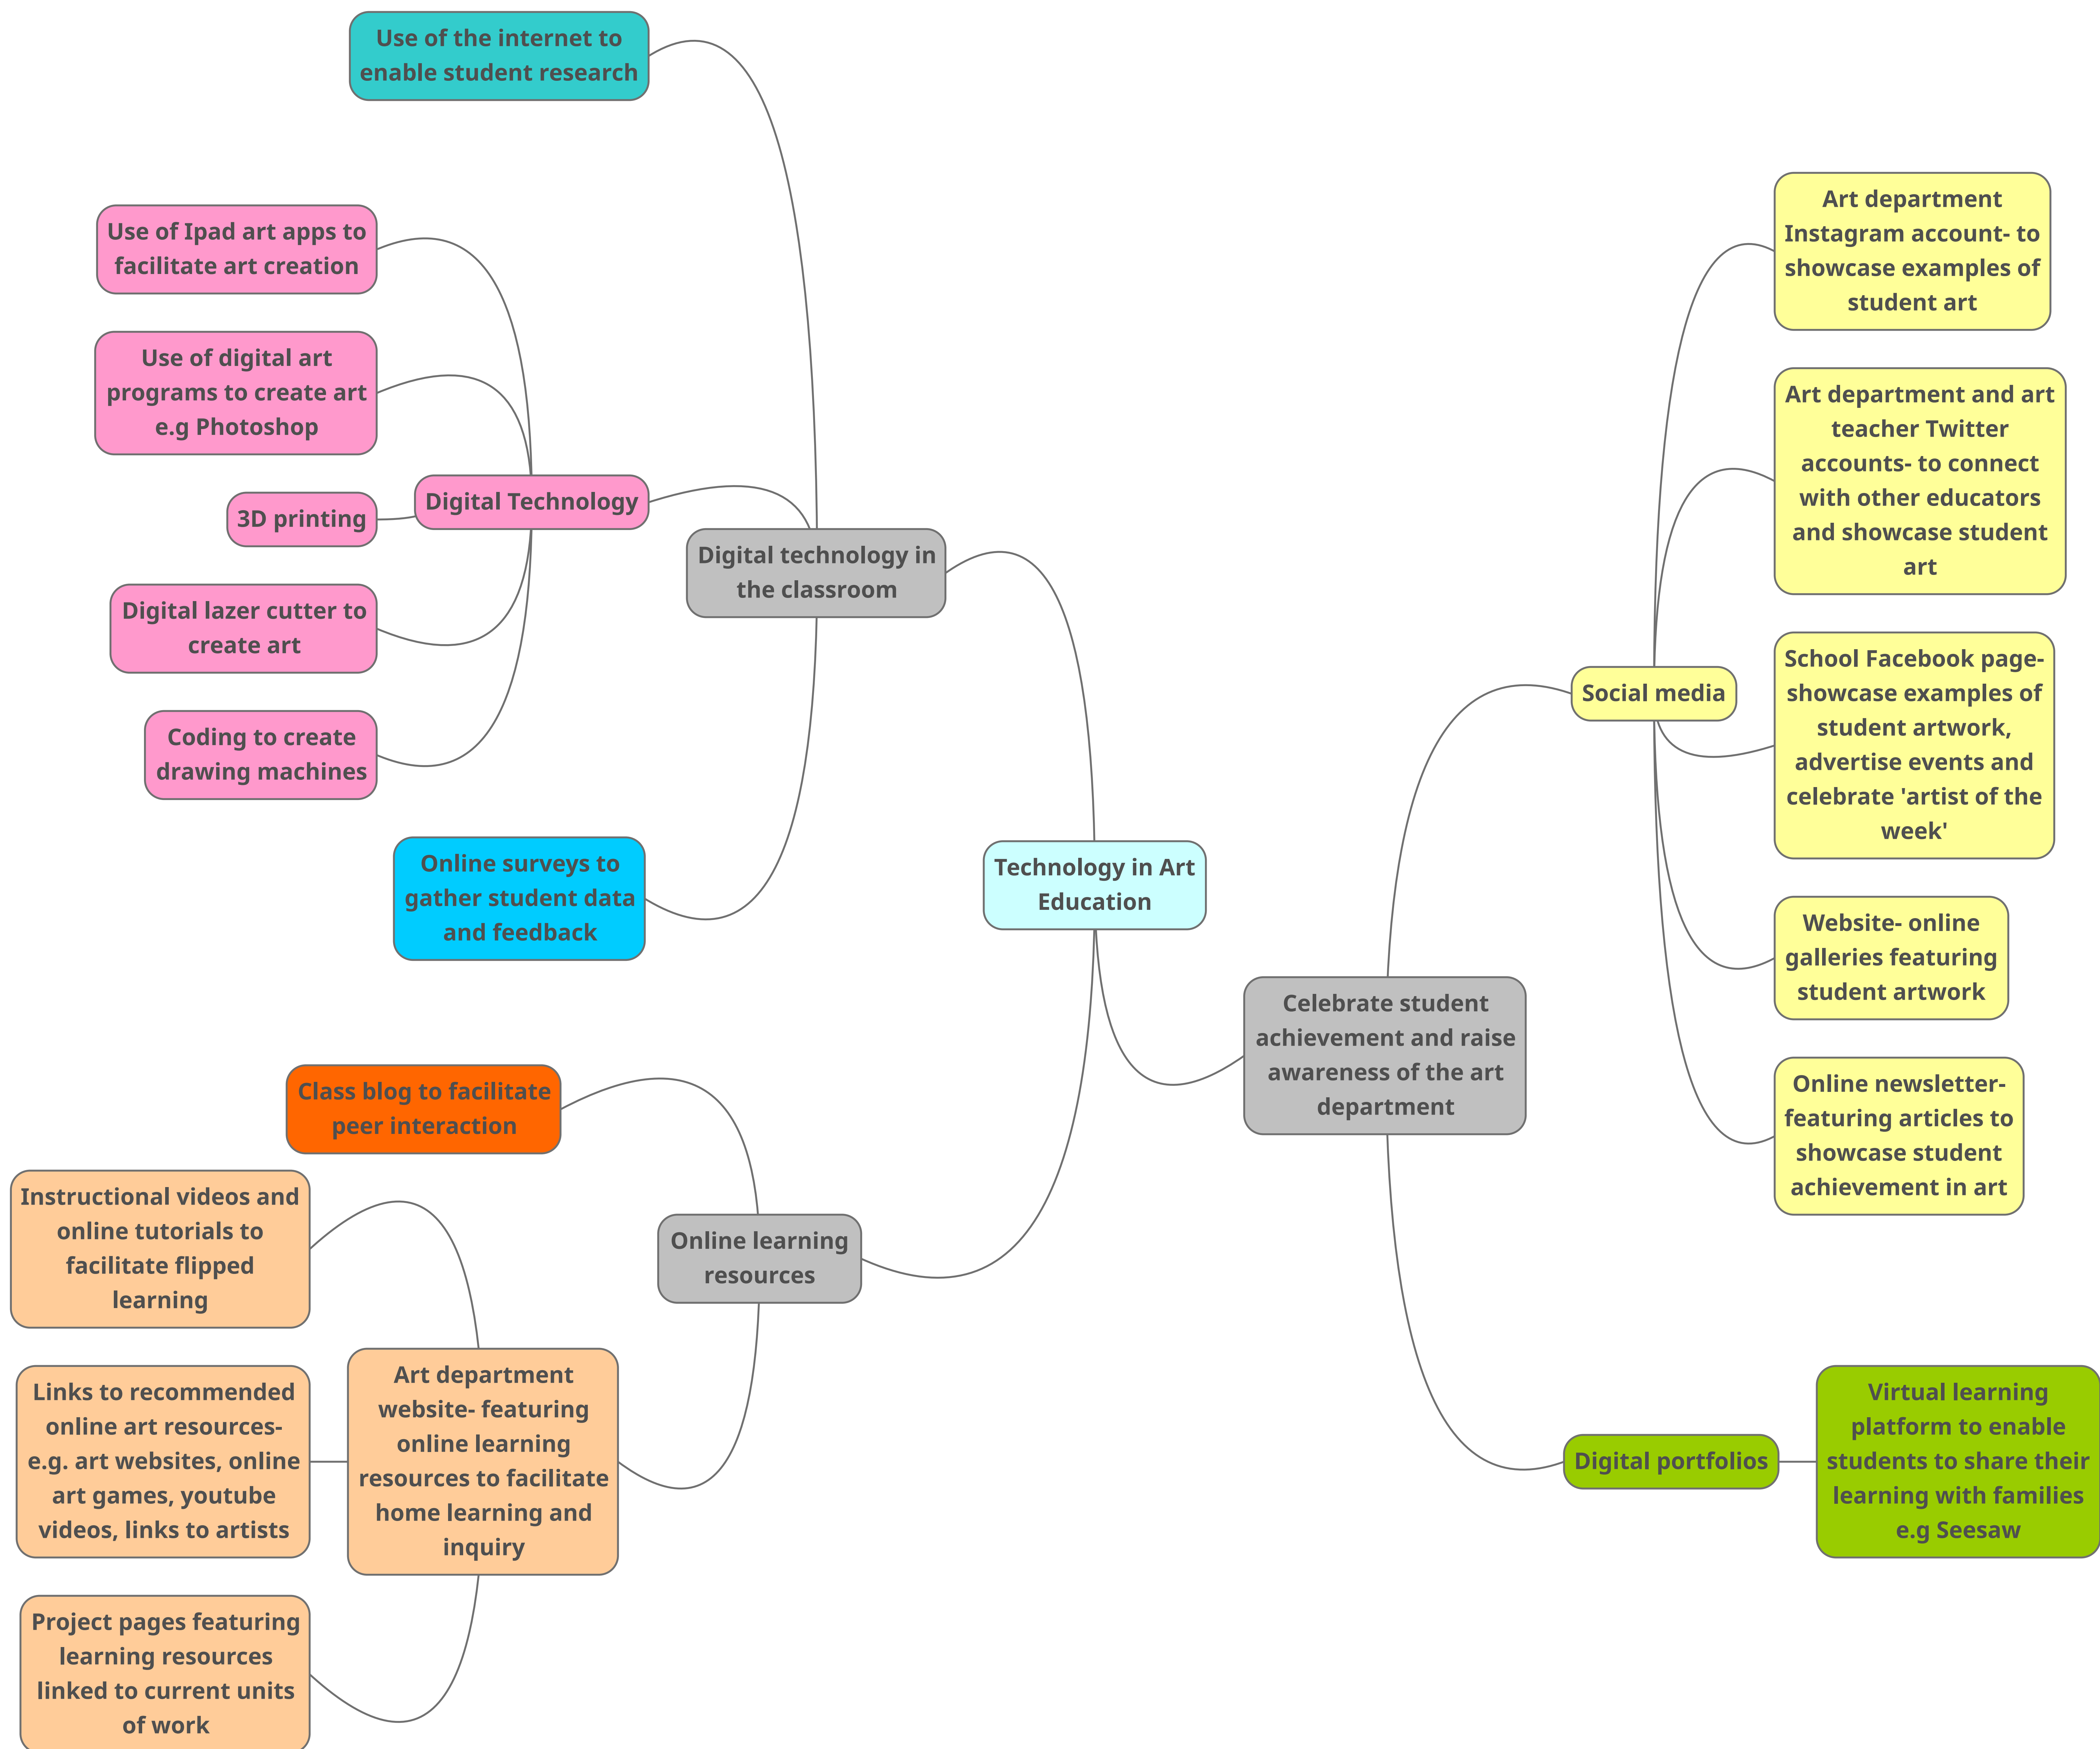 Use of the internet to
enable student research
Use of Ipad art apps to
facilitate art creation
Use of digital art
programs to create art
e.g Photoshop
3D printing
Digital lazer cutter to
create art
Coding to create
drawing machines
Digital Technology
Digital technology in
the classroom
Online surveys to
gather student data
and feedback
Technology in Art
Education
Class blog to facilitate
peer interaction
Instructional videos and
online tutorials to
facilitate flipped
learning
Links to recommended
online art resources-
e.g. art websites, online
art games, youtube
videos, links to artists
Project pages featuring
learning resources
linked to current units
of work
Art department
website- featuring
online learning
resources to facilitate
home learning and
inquiry
Online learning
resources
Celebrate student
achievement and raise
awareness of the art
department
Social media
Art department
Instagram account- to
showcase examples of
student art
Art department and art
teacher Twitter
accounts- to connect
with other educators
and showcase student
art
School Facebook page-
showcase examples of
student artwork,
advertise events and
celebrate 'artist of the
week'
Website- online
galleries featuring
student artwork
Online newsletter-
featuring articles to
showcase student
achievement in art
Digital portfolios
Virtual learning
platform to enable
students to share their
learning with families
e.g Seesaw